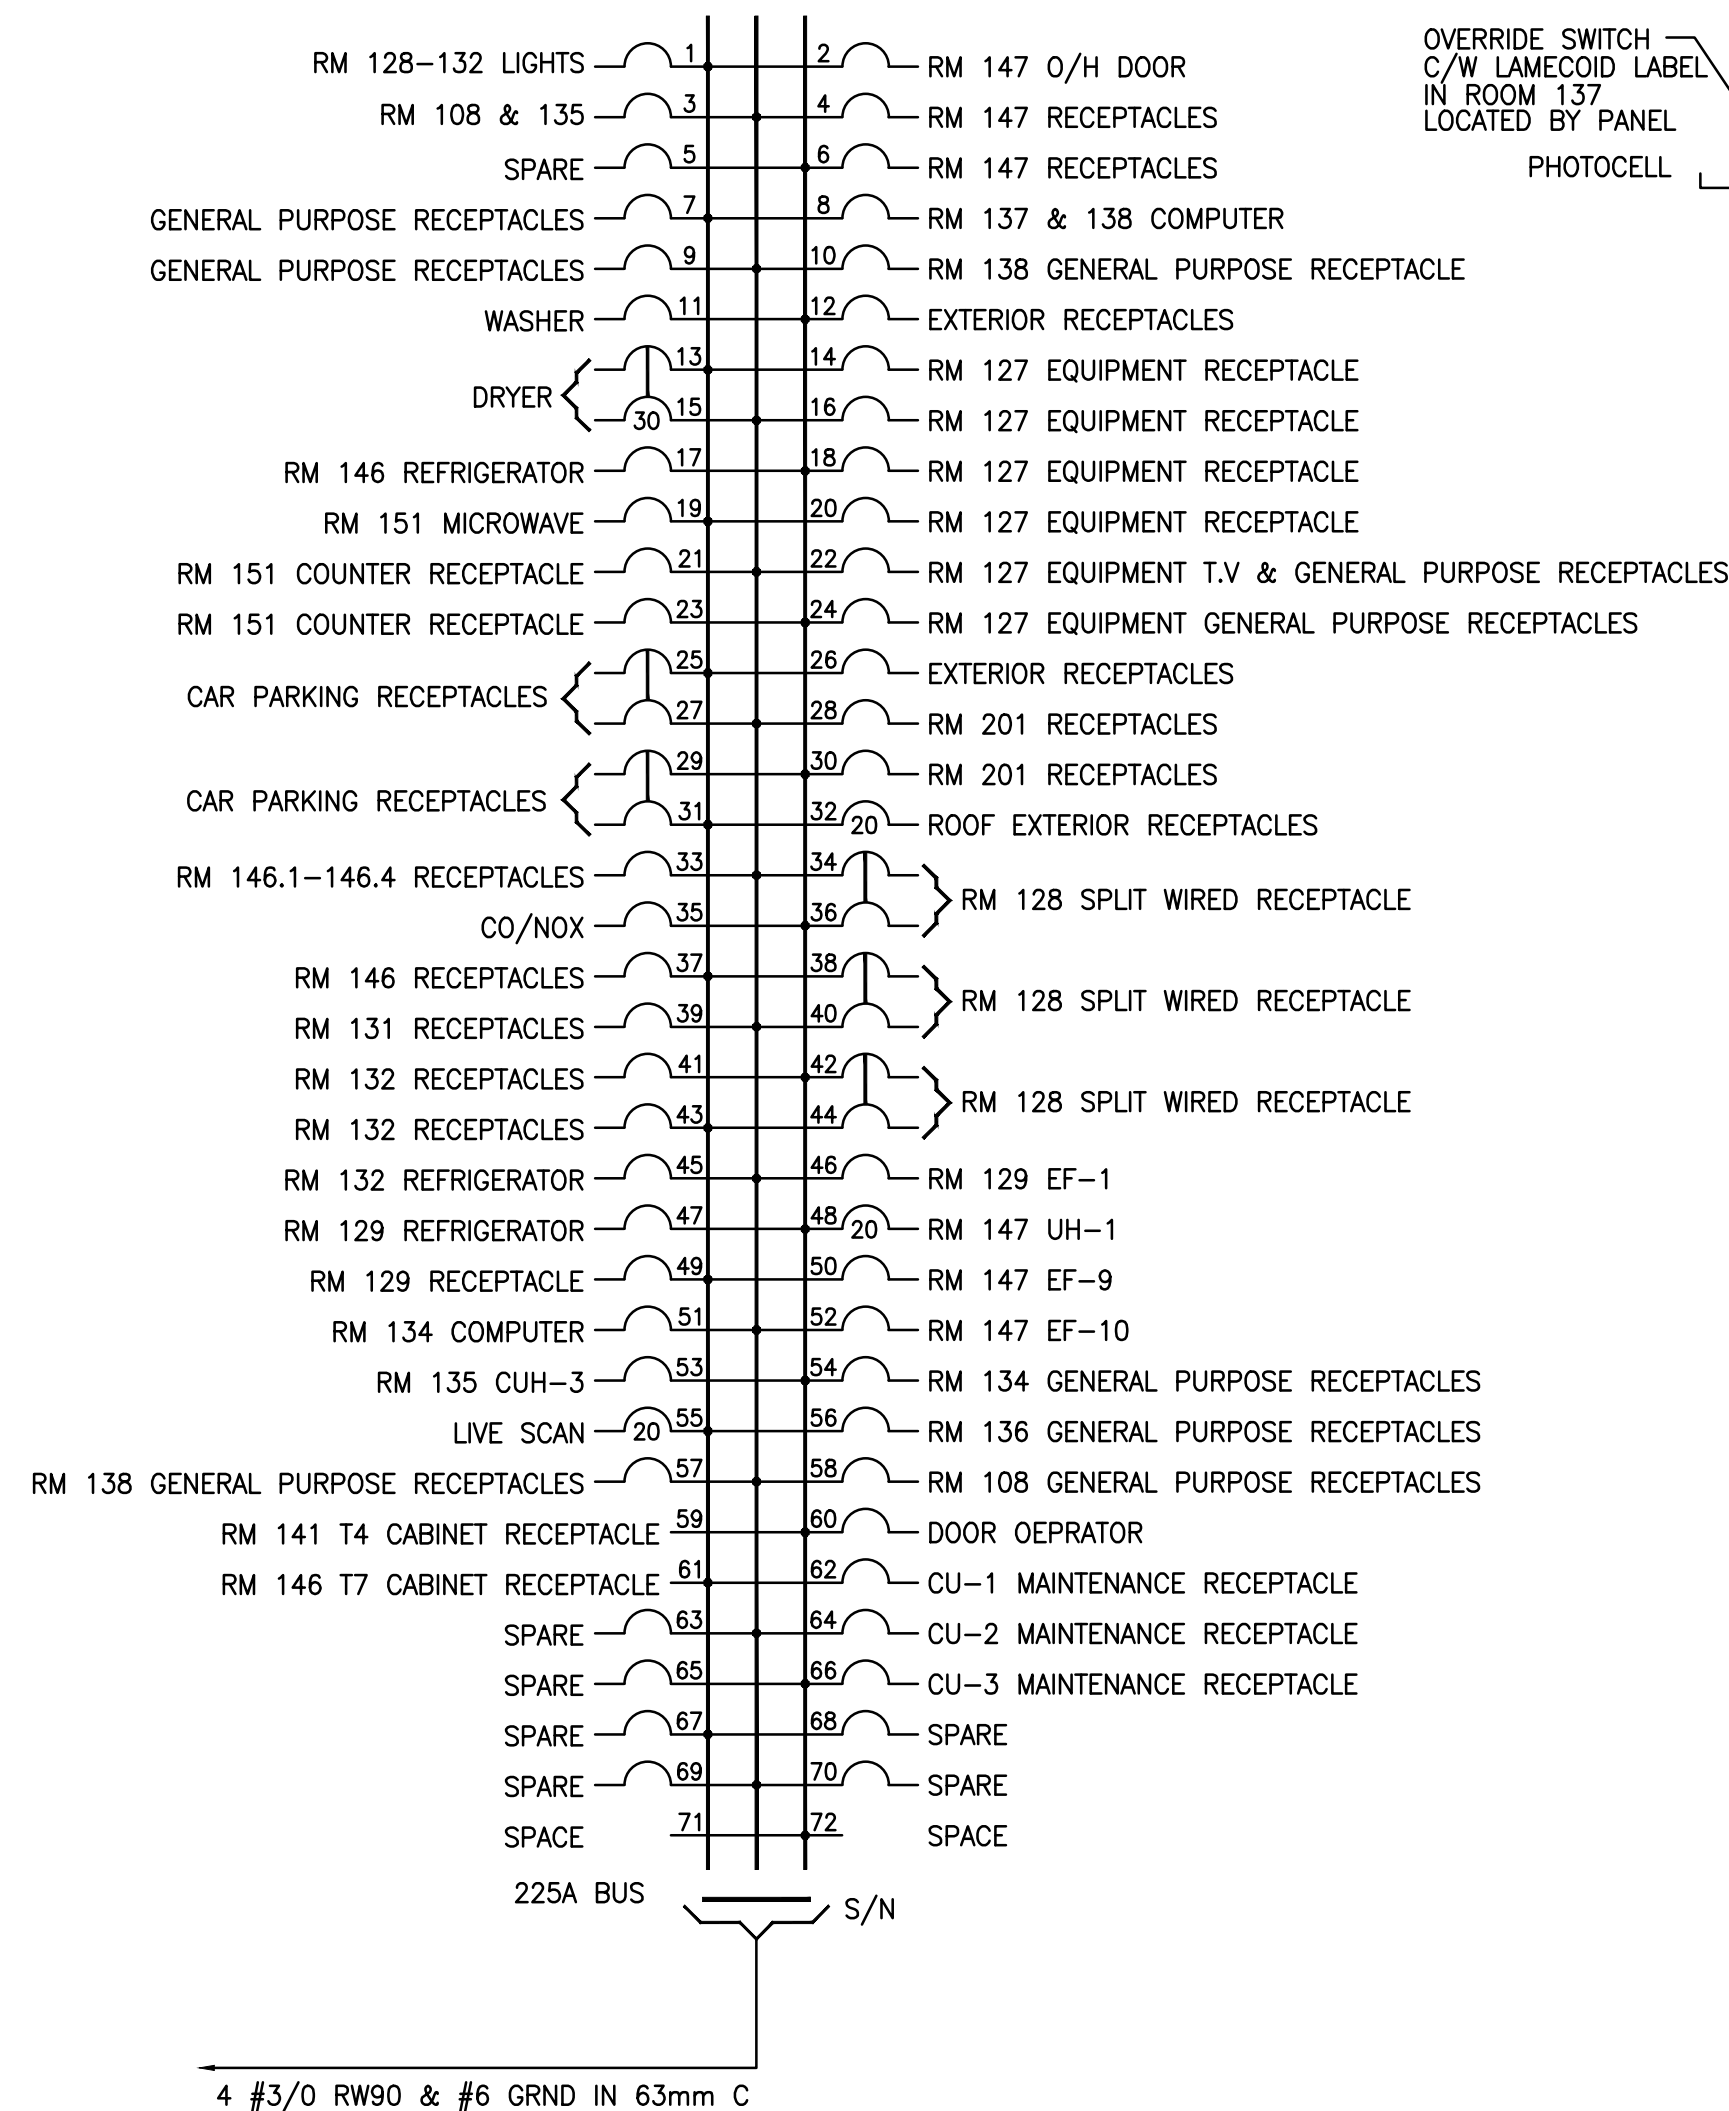 RM 128-132 LIGHTS 1 2 RM 147 O/H DOOR
RM 108 & 135 3 4 RM 147 RECEPTACLES
SPARE 5 6 RM 147 RECEPTACLES
GENERAL PURPOSE RECEPTACLES 7 8 RM 137 & 138 COMPUTER
GENERAL PURPOSE RECEPTACLES 9 10 RM 138 GENERAL PURPOSE RECEPTACLE
WASHER 11 12 EXTERIOR RECEPTACLES
13 14 RM 127 EQUIPMENT RECEPTACLE
DRYER
30 15 16 RM 127 EQUIPMENT RECEPTACLE
RM 146 REFRIGERATOR 17 18 RM 127 EQUIPMENT RECEPTACLE
RM 151 MICROWAVE 19 20 RM 127 EQUIPMENT RECEPTACLE
RM 151 COUNTER RECEPTACLE 21 22 RM 127 EQUIPMENT T.V & GENERAL PURPOSE RECEPTACLES
RM 151 COUNTER RECEPTACLE 23 24 RM 127 EQUIPMENT GENERAL PURPOSE RECEPTACLES
25 26 EXTERIOR RECEPTACLES
CAR PARKING RECEPTACLES
27 28 RM 201 RECEPTACLES
29 30 RM 201 RECEPTACLES
CAR PARKING RECEPTACLES
31 32 20 ROOF EXTERIOR RECEPTACLES
RM 146.1-146.4 RECEPTACLES 33 34
RM 128 SPLIT WIRED RECEPTACLE
CO/NOX 35 36
RM 146 RECEPTACLES 37 38
RM 128 SPLIT WIRED RECEPTACLE
RM 131 RECEPTACLES 39 40
RM 132 RECEPTACLES 41 42
RM 128 SPLIT WIRED RECEPTACLE
RM 132 RECEPTACLES 43 44
RM 132 REFRIGERATOR 45 46 RM 129 EF-1
RM 129 REFRIGERATOR 47 48 20 RM 147 UH-1
RM 129 RECEPTACLE 49 50 RM 147 EF-9
RM 134 COMPUTER 51 52 RM 147 EF-10
RM 135 CUH-3 53 54 RM 134 GENERAL PURPOSE RECEPTACLES
LIVE SCAN 20 55 56 RM 136 GENERAL PURPOSE RECEPTACLES
RM 138 GENERAL PURPOSE RECEPTACLES 57 58 RM 108 GENERAL PURPOSE RECEPTACLES
RM 141 T4 CABINET RECEPTACLE 59 60 DOOR OEPRATOR
RM 146 T7 CABINET RECEPTACLE 61 62 CU-1 MAINTENANCE RECEPTACLE
SPARE 63 64 CU-2 MAINTENANCE RECEPTACLE
SPARE 65 66 CU-3 MAINTENANCE RECEPTACLE
SPARE 67 68 SPARE
SPARE 69 70 SPARE
SPACE 71 72 SPACE
225A BUS S/N
4 #3/0 RW90 & #6 GRND IN 63mm C
OVERRIDE SWITCH
C/W LAMECOID LABEL
IN ROOM 137
LOCATED BY PANEL
PHOTOCELL